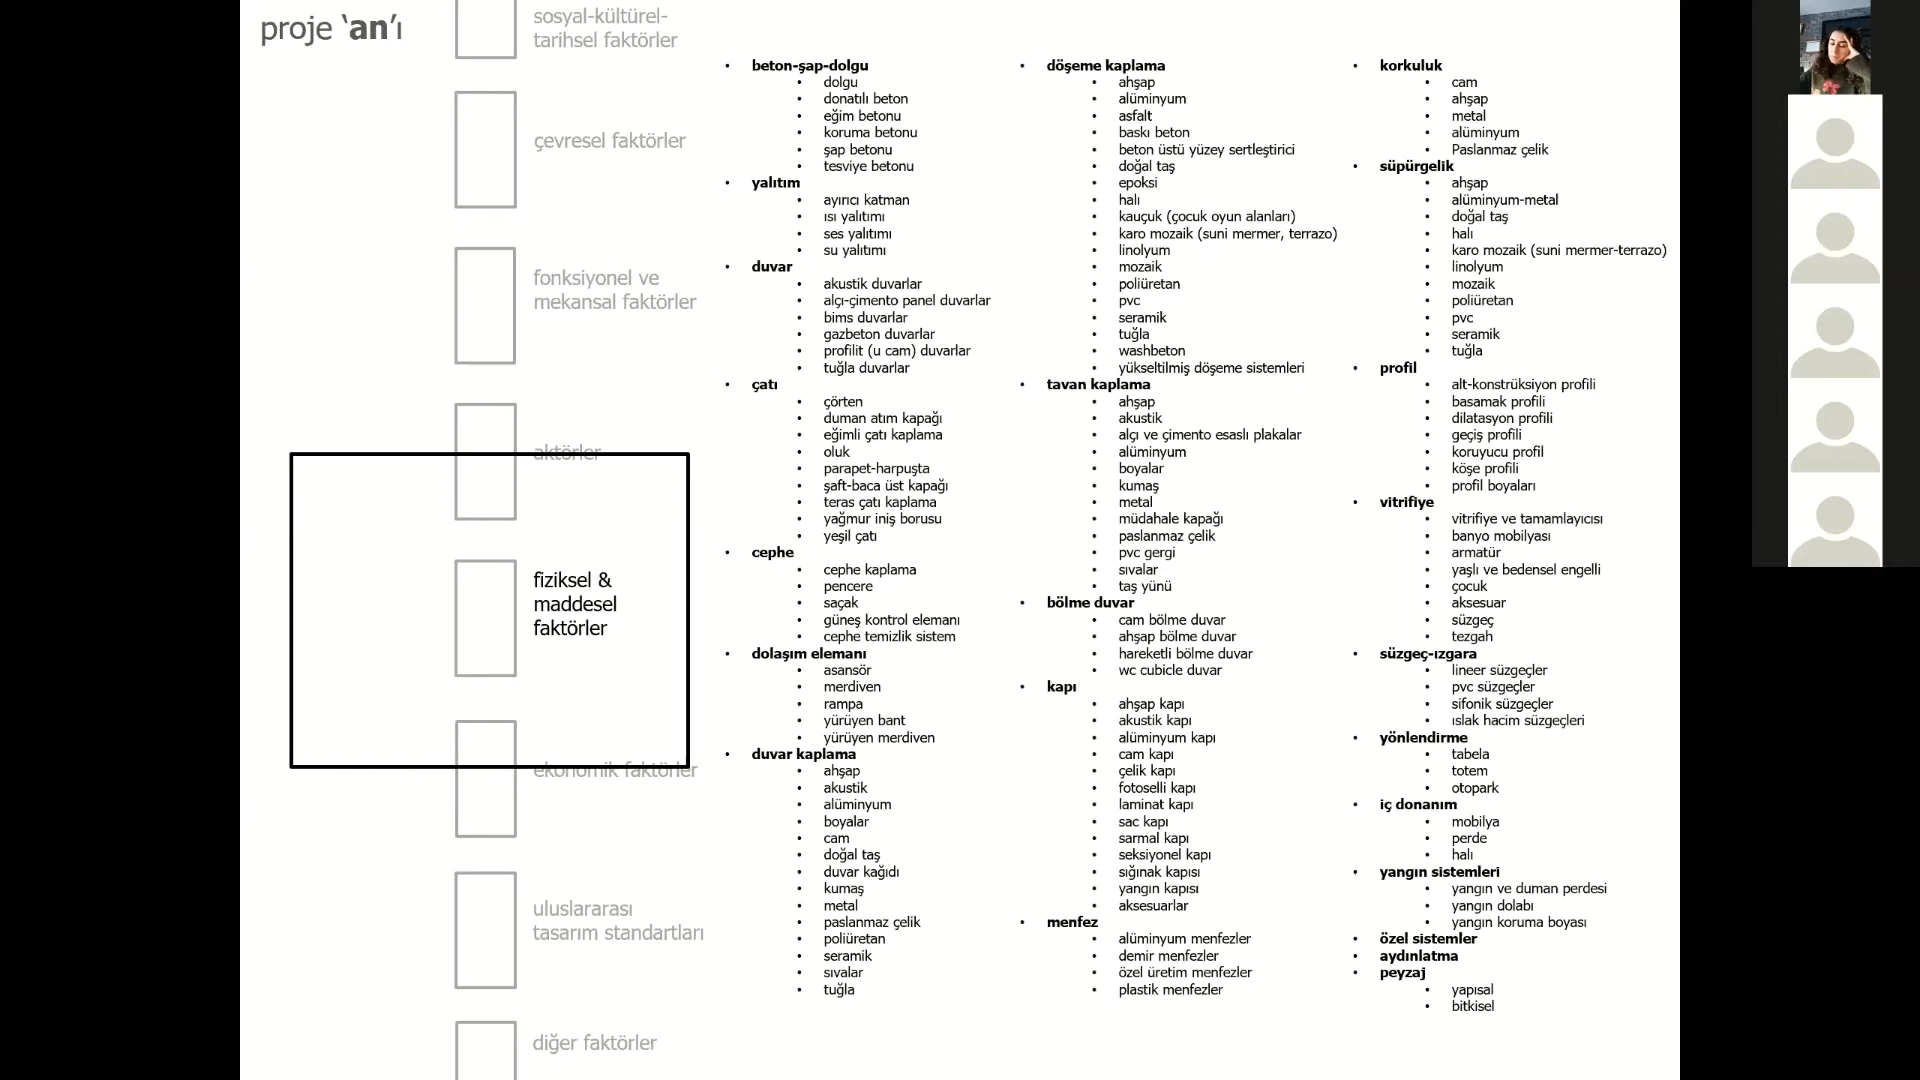 proje ‘an’ı
sosyal-kültürel-
tarihsel faktörler
çevresel faktörler
fonksiyonel ve
mekansal faktörler
aktörler
fiziksel &
maddesel
faktörler
ekonomik faktörler
uluslararası
tasarım standartları
diğer faktörler
• beton-şap-dolgu
• dolgu
• donatılı beton
• eğim betonu
• koruma betonu
• şap betonu
• tesviye betonu
• yalıtım
• ayırıcı katman
• ısı yalıtımı
• ses yalıtımı
• su yalıtımı
• duvar
• akustik duvarlar
• alçı-çimento panel duvarlar
• bims duvarlar
• gazbeton duvarlar
• profilit (u cam) duvarlar
• tuğla duvarlar
• çatı
• çörten
• duman atım kapağı
• eğimli çatı kaplama
• oluk
• parapet-harpuşta
• şaft-baca üst kapağı
• teras çatı kaplama
• yağmur iniş borusu
• yeşil çatı
• cephe
• cephe kaplama
• pencere
• saçak
• güneş kontrol elemanı
• cephe temizlik sistem
• dolaşım elemanı
• asansör
• merdiven
• rampa
• yürüyen bant
• yürüyen merdiven
• duvar kaplama
• ahşap
• akustik
• alüminyum
• boyalar
• cam
• doğal taş
• duvar kağıdı
• kumaş
• metal
• paslanmaz çelik
• poliüretan
• seramik
• sıvalar
• tuğla
• döşeme kaplama
• ahşap
• alüminyum
• asfalt
• baskı beton
• beton üstü yüzey sertleştirici
• doğal taş
• epoksi
• halı
• kauçuk (çocuk oyun alanları)
• karo mozaik (suni mermer, terrazo)
• linolyum
• mozaik
• poliüretan
• pvc
• seramik
• tuğla
• washbeton
• yükseltilmiş döşeme sistemleri
• tavan kaplama
• ahşap
• akustik
• alçı ve çimento esaslı plakalar
• alüminyum
• boyalar
• kumaş
• metal
• müdahale kapağı
• paslanmaz çelik
• pvc gergi
• sıvalar
• taş yünü
• bölme duvar
• cam bölme duvar
• ahşap bölme duvar
• hareketli bölme duvar
• wc cubicle duvar
• kapı
• ahşap kapı
• akustik kapı
• alüminyum kapı
• cam kapı
• çelik kapı
• fotoselli kapı
• laminat kapı
• sac kapı
• sarmal kapı
• seksiyonel kapı
• sığınak kapısı
• yangın kapısı
• aksesuarlar
• menfez
• alüminyum menfezler
• demir menfezler
• özel üretim menfezler
• plastik menfezler
• korkuluk
• cam
• ahşap
• metal
• alüminyum
• Paslanmaz çelik
• süpürgelik
• ahşap
• alüminyum-metal
• doğal taş
• halı
• karo mozaik (suni mermer-terrazo)
• linolyum
• mozaik
• poliüretan
• pvc
• seramik
• tuğla
• profil
• alt-konstrüksiyon profili
• basamak profili
• dilatasyon profili
• geçiş profili
• koruyucu profil
• köşe profili
• profil boyaları
• vitrifiye
• vitrifiye ve tamamlayıcısı
• banyo mobilyası
• armatür
• yaşlı ve bedensel engelli
• çocuk
• aksesuar
• süzgeç
• tezgah
• süzgeç-ızgara
• lineer süzgeçler
• pvc süzgeçler
• sifonik süzgeçler
• ıslak hacim süzgeçleri
• yönlendirme
• tabela
• totem
• otopark
• iç donanım
• mobilya
• perde
• halı
• yangın sistemleri
• yangın ve duman perdesi
• yangın dolabı
• yangın koruma boyası
• özel sistemler
• aydınlatma
• peyzaj
• yapısal
• bitkisel